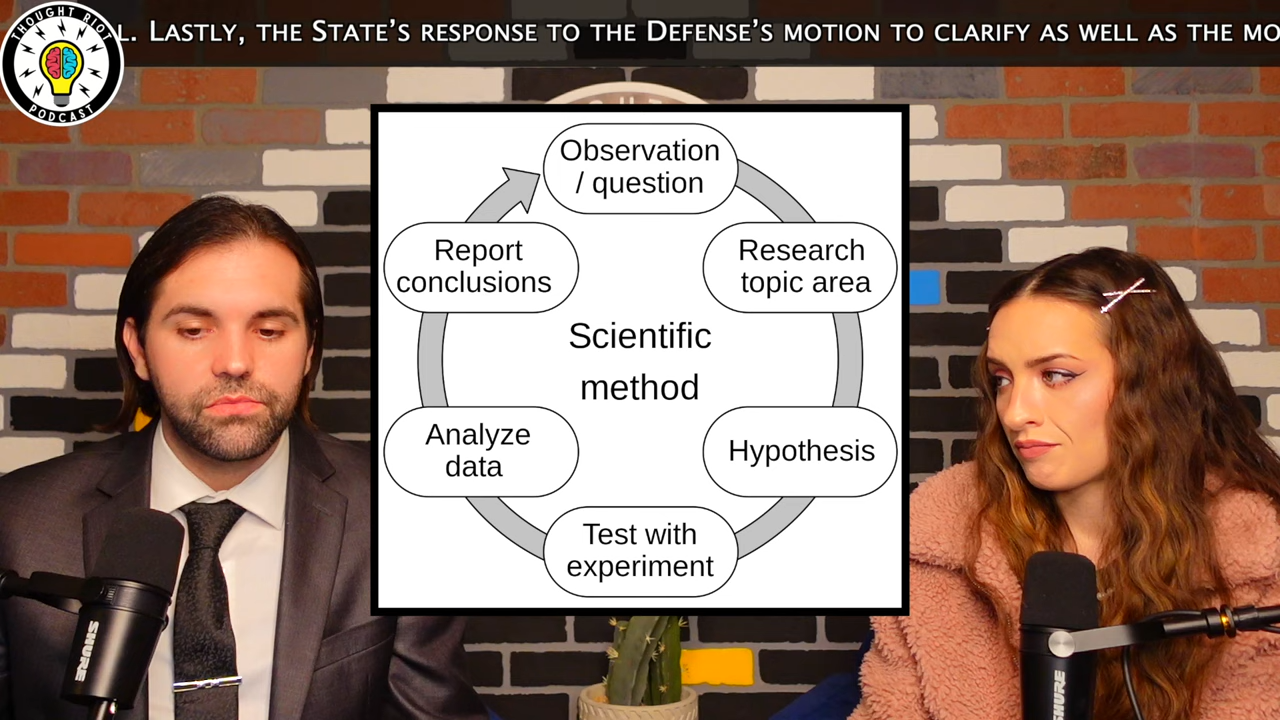 THOUGHT RIOT
PODCAST
L. LASTLY, THE STATE'S RESPONSE TO THE DEFENSE'S MOTION TO CLARIFY AS WELL AS THE MO
Observation
/ question
Research
topic area
Hypothesis
Test with
experiment
Analyze
data
Report
conclusions
Scientific
method
SHURE
SHURE